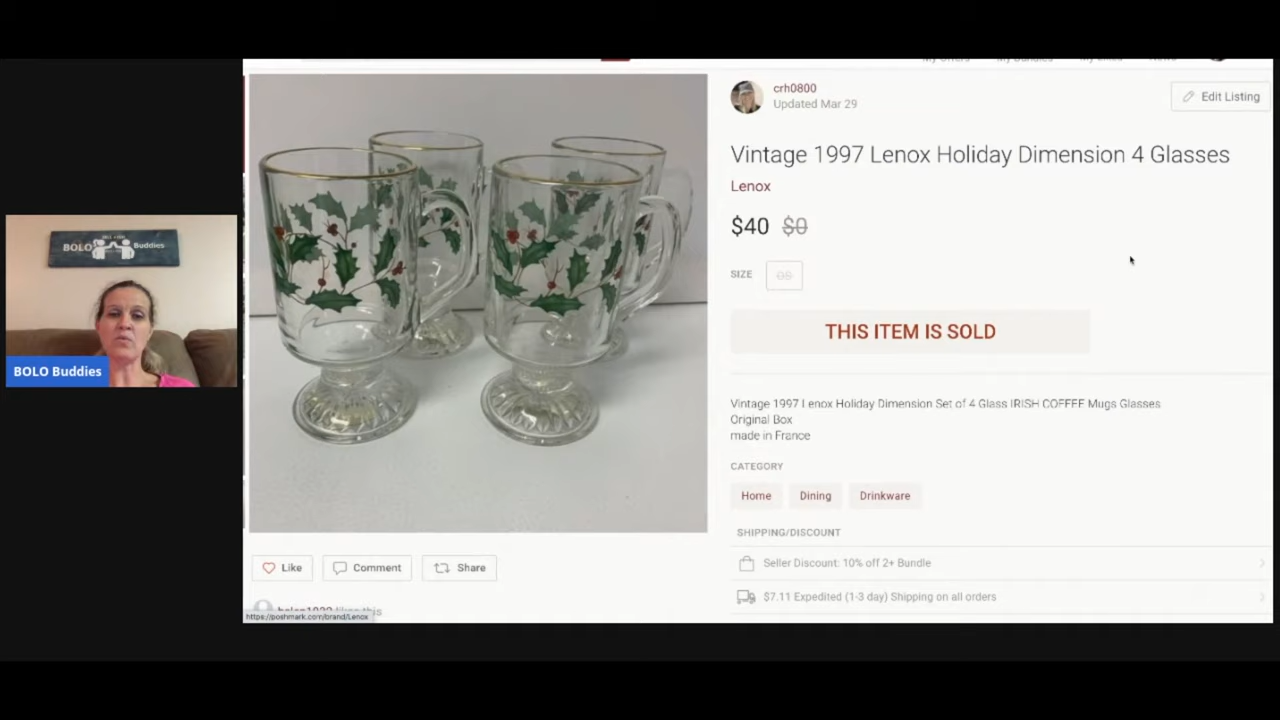 crh0800
Updated Mar 29
Edit Listing
Vintage 1997 Lenox Holiday Dimension 4 Glasses
Lenox
$40 $0
SIZE OS
THIS ITEM IS SOLD
BOLO Buddies
BOLO Buddies
Vintage 1997 Lenox Holiday Dimension Set of 4 Glass IRISH COFFEE Mugs Glasses
Original Box
made in France
CATEGORY
Home Dining Drinkware
SHIPPING/DISCOUNT
Seller Discount: 10% off 2+ Bundle
$7.11 Expedited (1-3 day) Shipping on all orders
Like Comment Share
likes this
https://poshmark.com/brand/Lenox